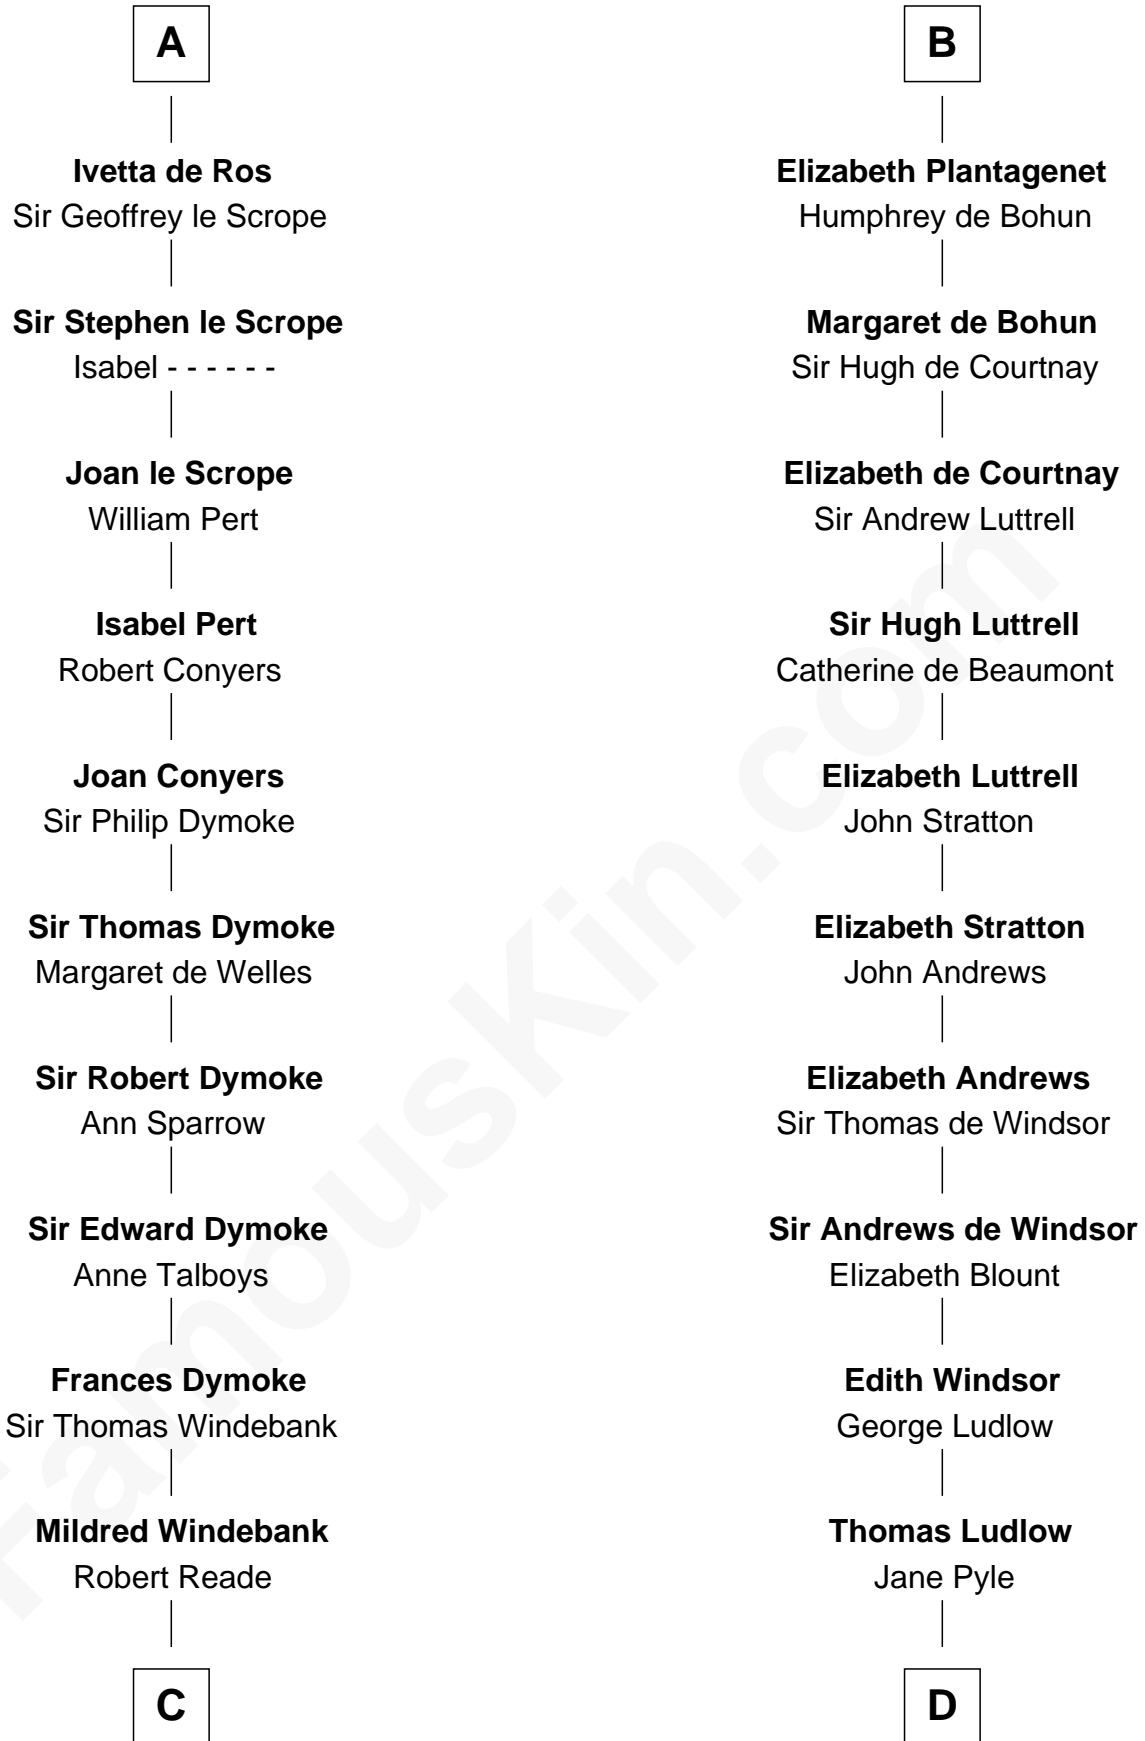 A
Ivetta de Ros
Sir Geoffrey le Scrope
Sir Stephen le Scrope
Isabel - - - - - -
Joan le Scrope
William Pert
Isabel Pert
Robert Conyers
Joan Conyers
Sir Philip Dymoke
Sir Thomas Dymoke
Margaret de Welles
Sir Robert Dymoke
Ann Sparrow
Sir Edward Dymoke
Anne Talboys
Frances Dymoke
Sir Thomas Windebank
Mildred Windebank
Robert Reade
C
B
Elizabeth Plantagenet
Humphrey de Bohun
Margaret de Bohun
Sir Hugh de Courtnay
Elizabeth de Courtnay
Sir Andrew Luttrell
Sir Hugh Luttrell
Catherine de Beaumont
Elizabeth Luttrell
John Stratton
Elizabeth Stratton
John Andrews
Elizabeth Andrews
Sir Thomas de Windsor
Sir Andrews de Windsor
Elizabeth Blount
Edith Windsor
George Ludlow
Thomas Ludlow
Jane Pyle
D
FamousKin.com